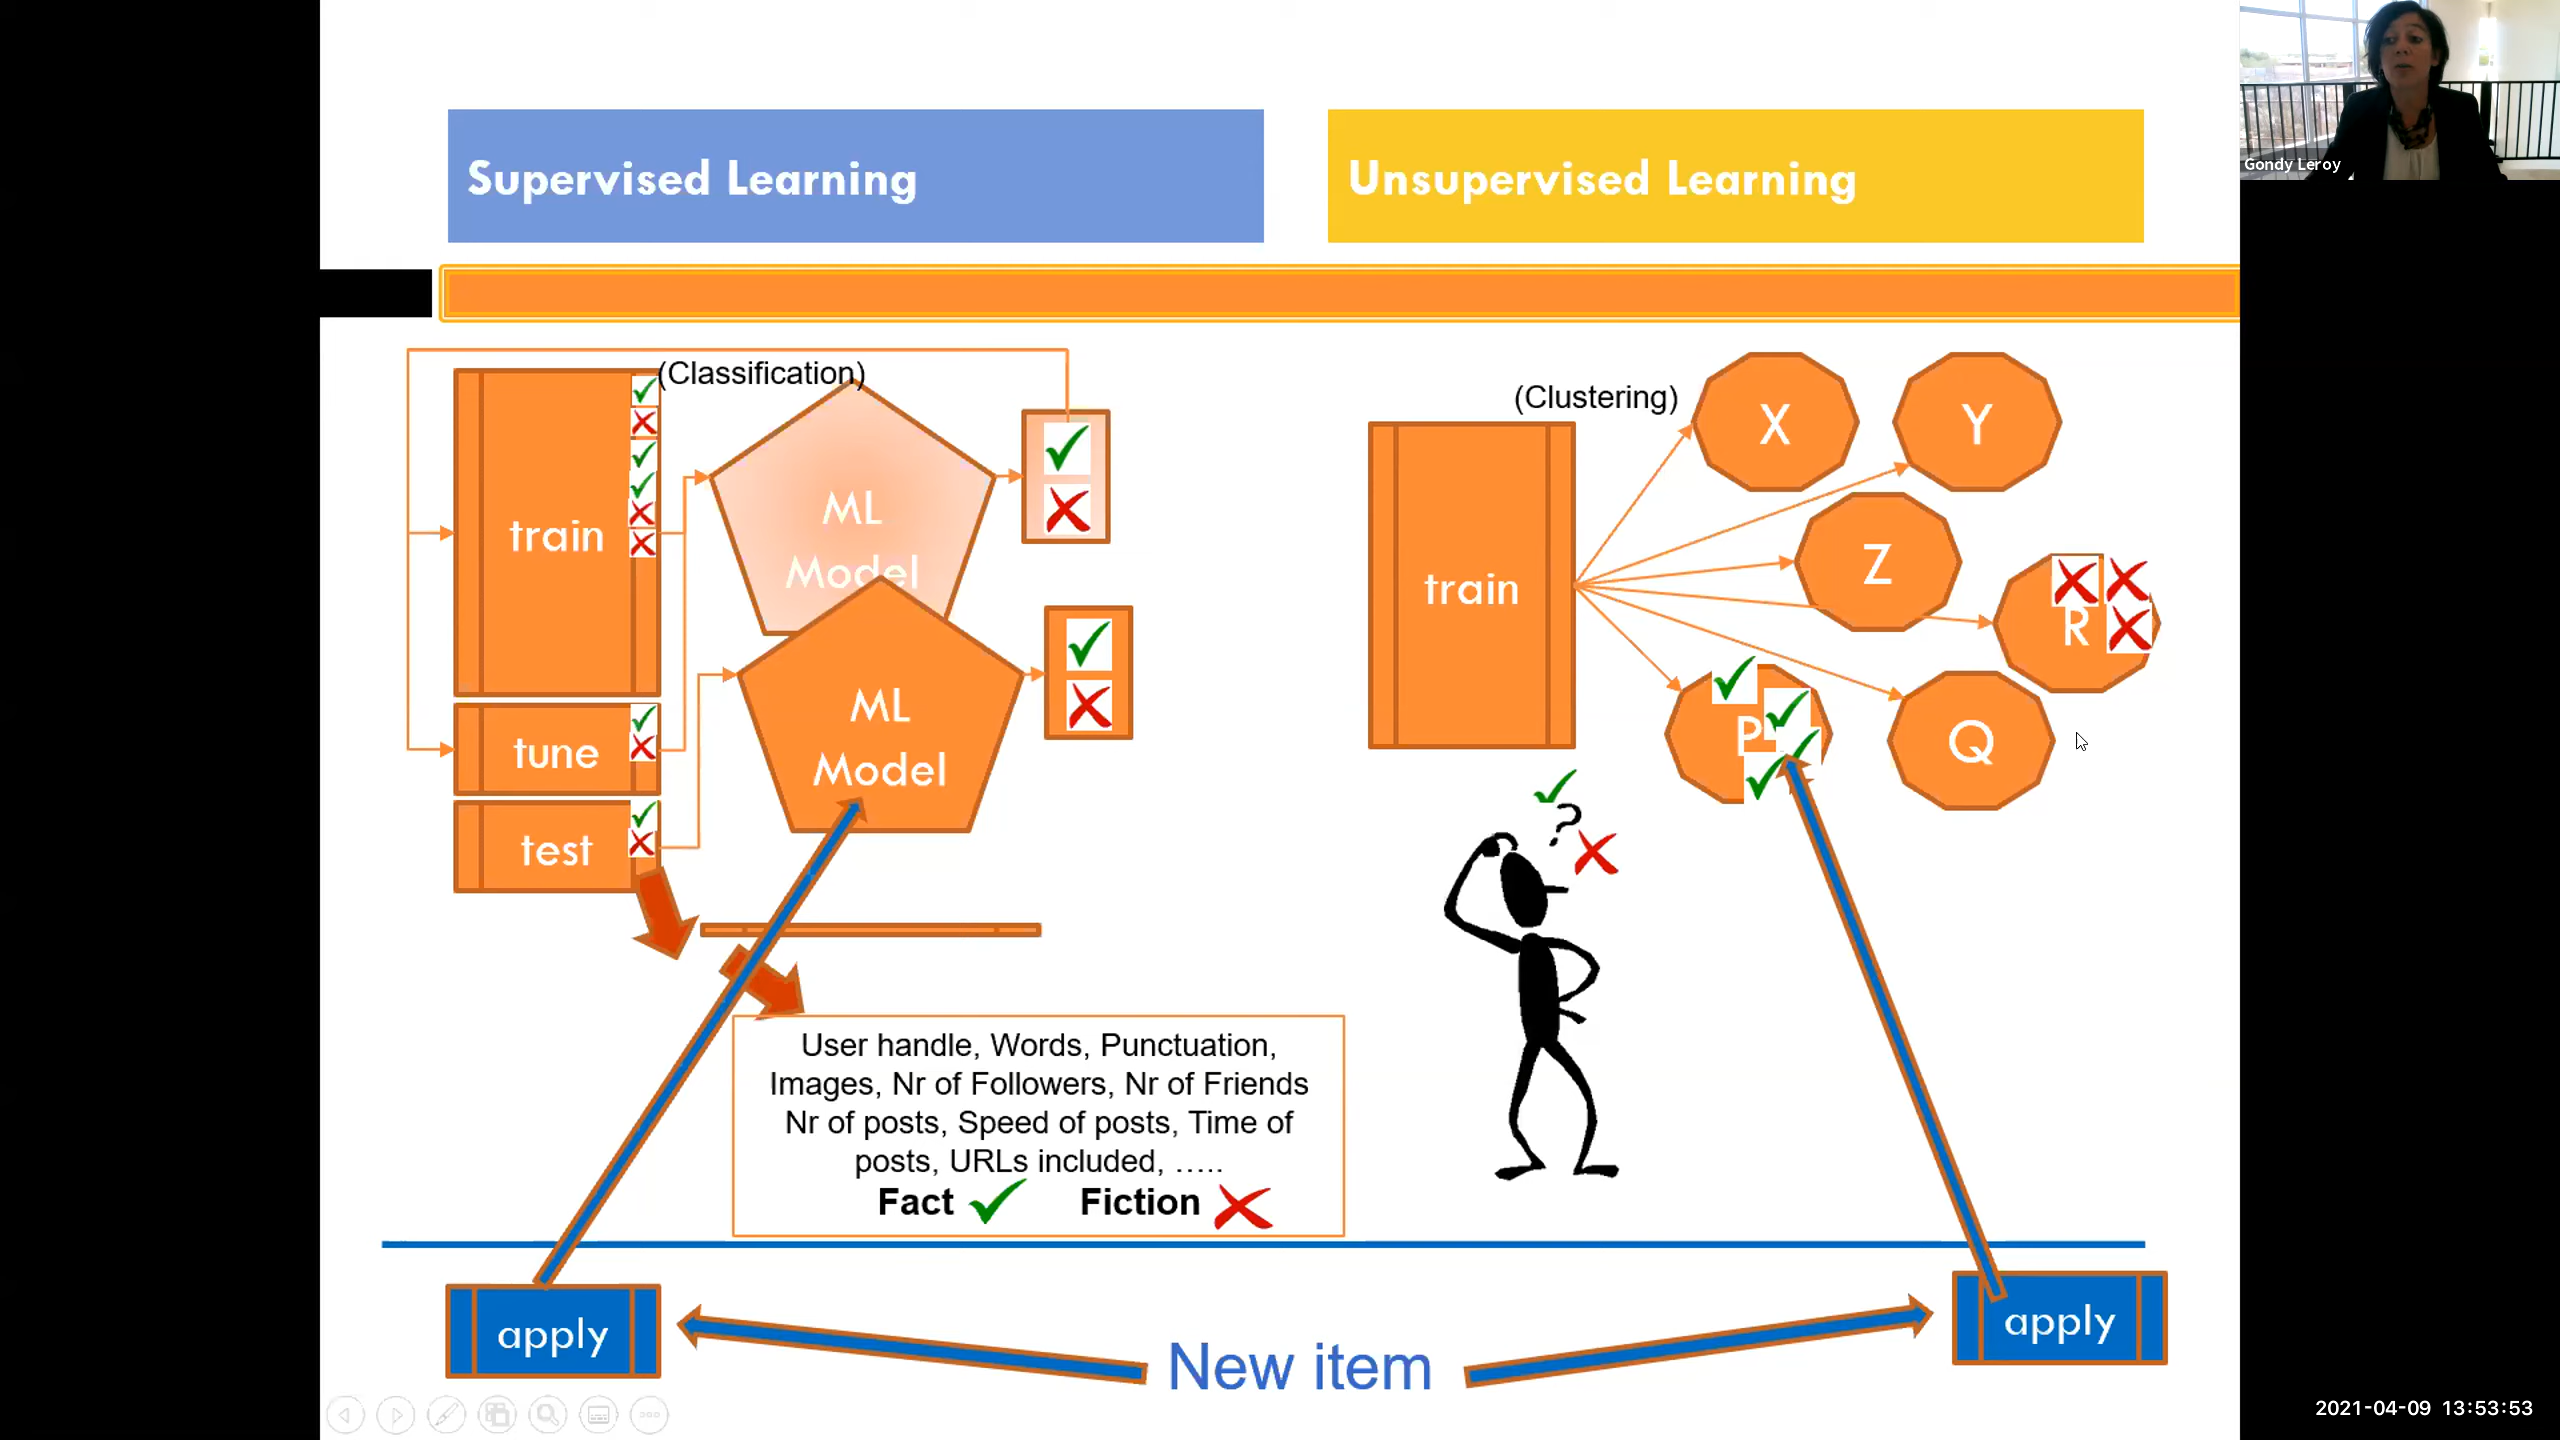 Supervised Learning
Unsupervised Learning
Gondy Leroy
(Classification)
train
ML
Model
tune
ML
Model
test
User handle, Words, Punctuation,
Images, Nr of Followers, Nr of Friends
Nr of posts, Speed of posts, Time of
posts, URLs included, .....
Fact
Fiction
(Clustering)
train
X
Y
Z
R
P
Q
?
apply
New item
apply
2021-04-09 13:53:53